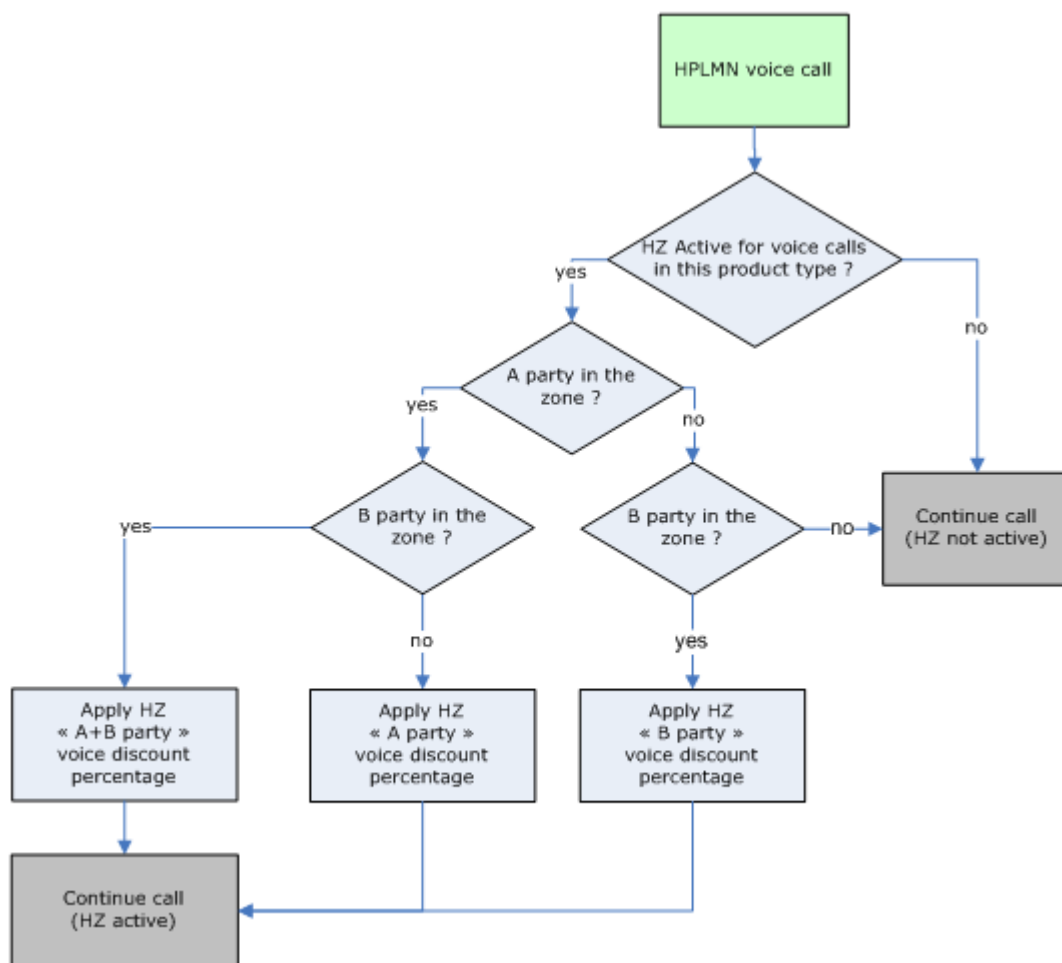 HPLMN voice call
HZ Active for voice calls
in this product type ?
yes
no
A party in the
zone ?
yes
no
B party in the
zone ?
B party in the
zone ?
Continue call
(HZ not active)
yes
no
no
yes
Apply HZ
« A+B party »
voice discount
percentage
Apply HZ
« A party »
voice discount
percentage
Apply HZ
« B party »
voice discount
percentage
Continue call
(HZ active)